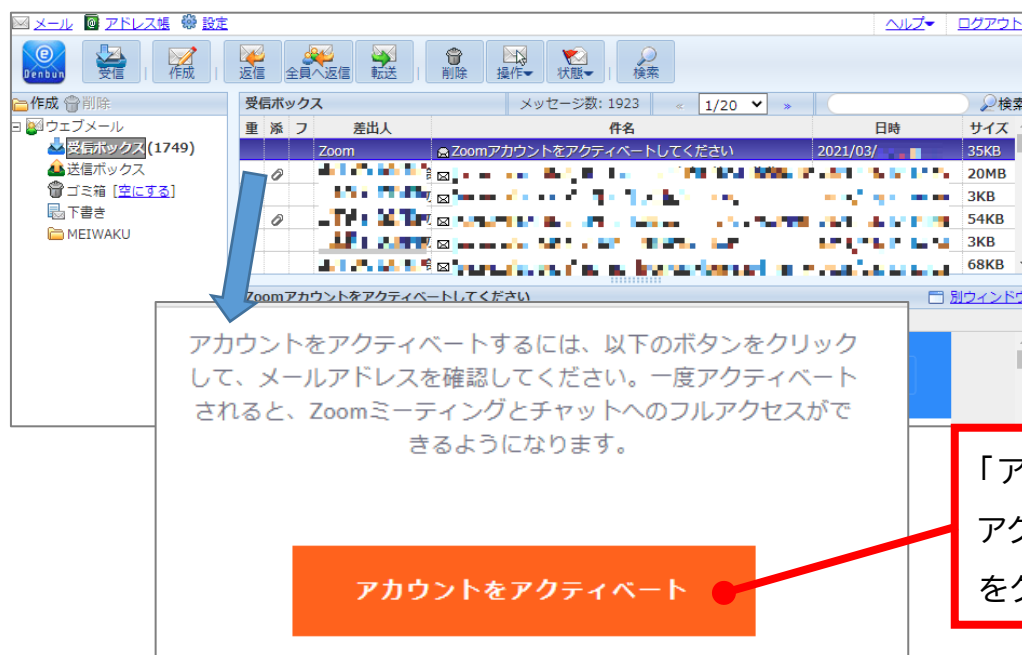 メール アドレス帳 設定 ヘルプ▾ ログアウト
Denbun 受信 作成 返信 全員へ返信 転送 削除 操作▾ 状態▾ 検索
作成 削除 受信ボックス メッセージ数: 1923 « 1/20 » 検索
ウェブメール
受信ボックス(1749)
送信ボックス
ゴミ箱 [空にする]
下書き
MEIWAKU
重 添 フ 差出人 件名 日時 サイズ
Zoom Zoomアカウントをアクティベートしてください 2021/03/ 35KB
20MB
3KB
54KB
3KB
68KB
Zoomアカウントをアクティベートしてください 別ウィンドウ
アカウントをアクティベートするには、以下のボタンをクリック
して、メールアドレスを確認してください。一度アクティベート
されると、Zoomミーティングとチャットへのフルアクセスがで
きるようになります。
アカウントをアクティベート
「ア
アク
をク